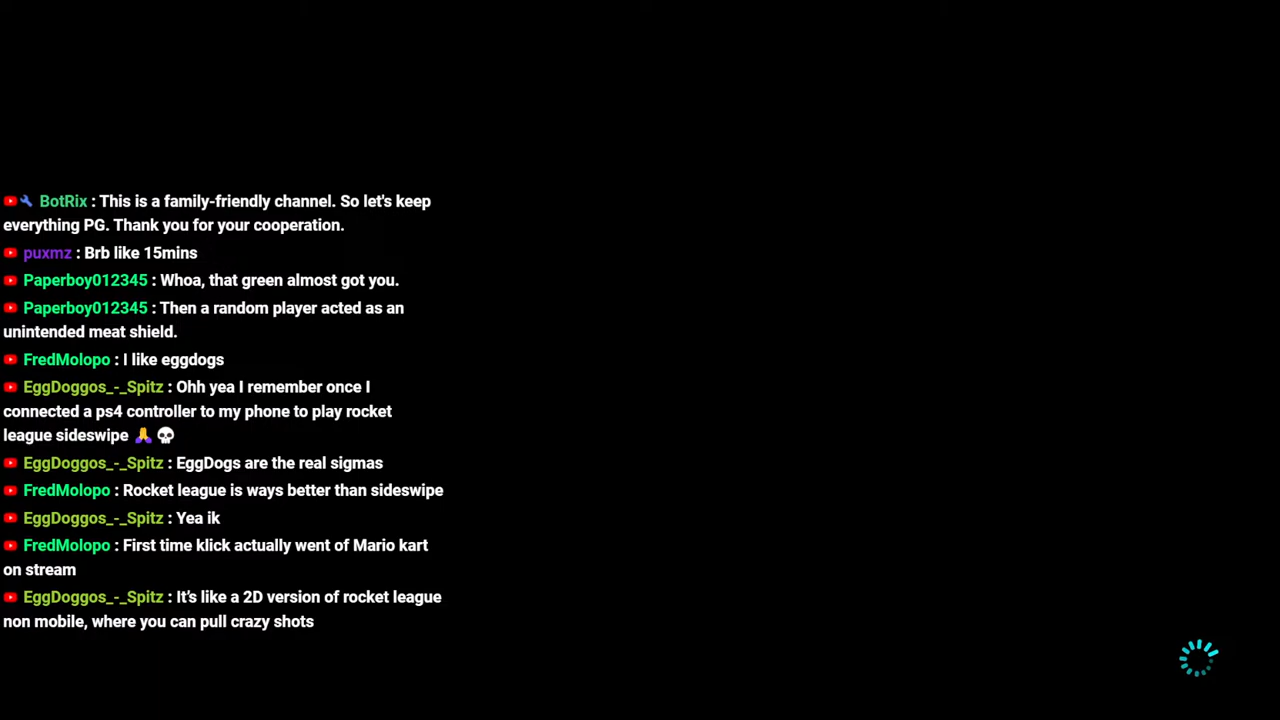 BotRix : This is a family-friendly channel. So let's keep
everything PG. Thank you for your cooperation.
puxmz : Brb like 15mins
Paperboy012345 : Whoa, that green almost got you.
Paperboy012345 : Then a random player acted as an
unintended meat shield.
FredMolopo : I like eggdogs
EggDoggos_-_Spitz : Ohh yea I remember once I
connected a ps4 controller to my phone to play rocket
league sideswipe 🙏💀
EggDoggos_-_Spitz : EggDogs are the real sigmas
FredMolopo : Rocket league is ways better than sideswipe
EggDoggos_-_Spitz : Yea ik
FredMolopo : First time klick actually went of Mario kart
on stream
EggDoggos_-_Spitz : It's like a 2D version of rocket league
non mobile, where you can pull crazy shots